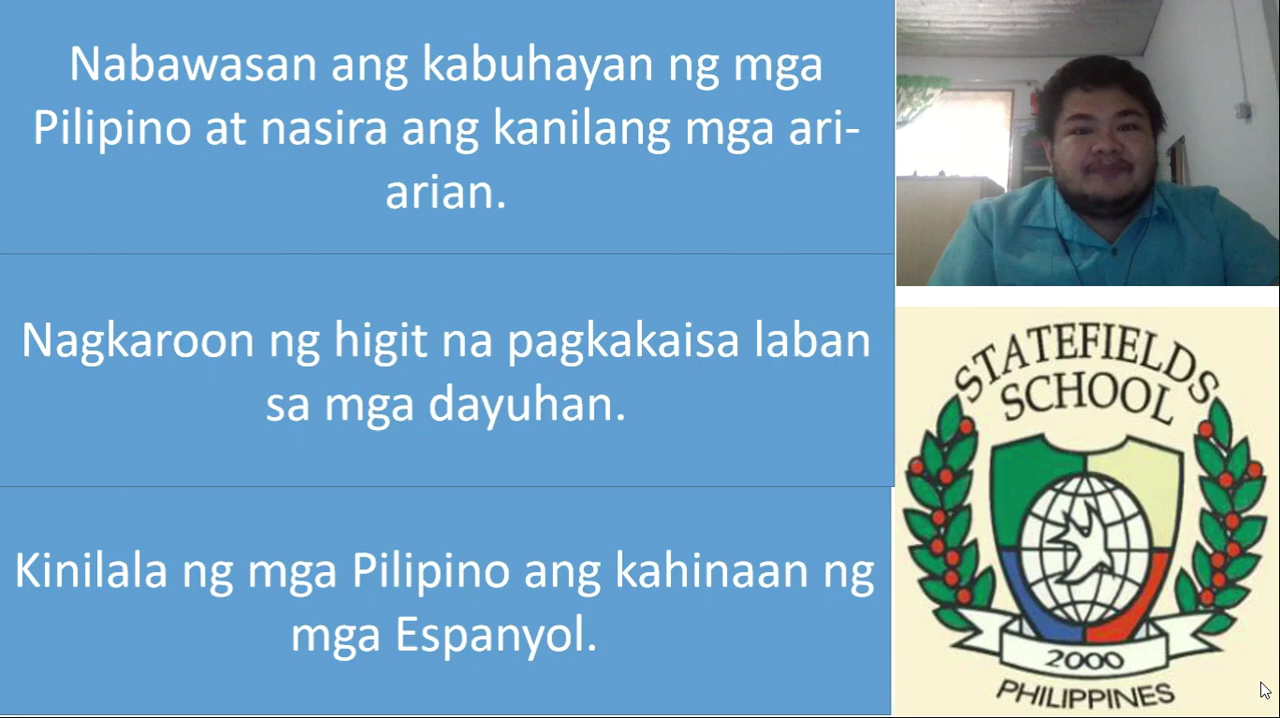 Nabawasan ang kabuhayan ng mga
Pilipino at nasira ang kanilang mga ari-
arian.
Nagkaroon ng higit na pagkakaisa laban
sa mga dayuhan.
Kinilala ng mga Pilipino ang kahinaan ng
mga Espanyol.
STATEFIELDS
SCHOOL
2000
PHILIPPINES